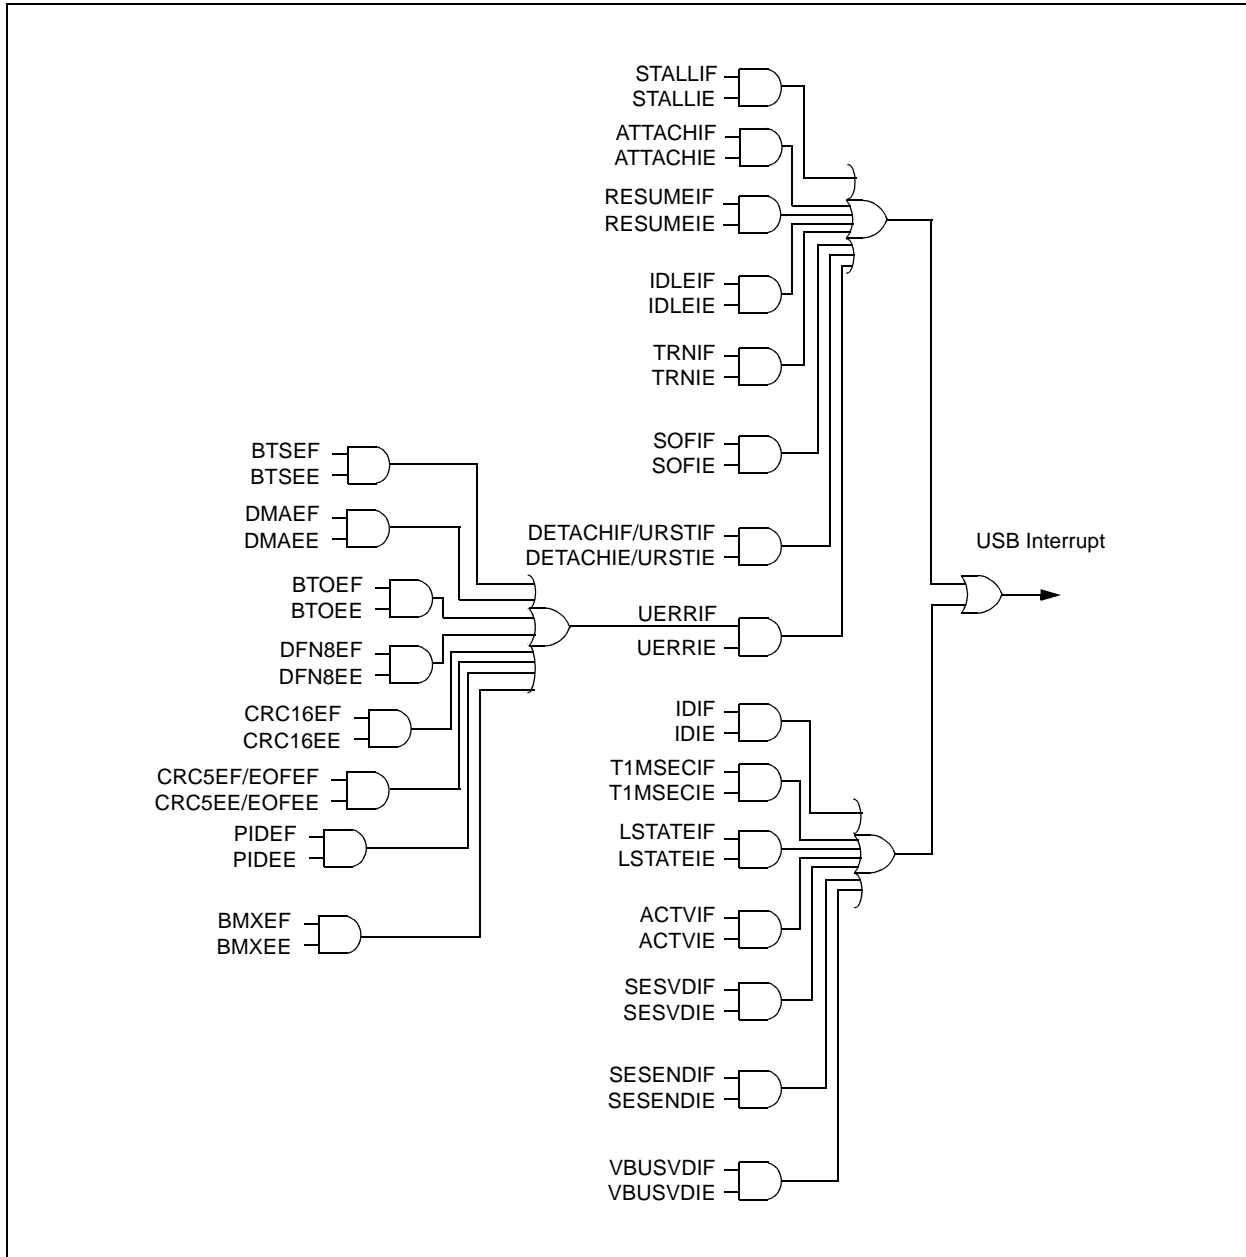 STALLIF
STALLIE
ATTACHIF
ATTACHIE
RESUMEIF
RESUMEIE
IDLEIF
IDLEIE
TRNIF
TRNIE
SOFIF
SOFIE
BTSEF
BTSEE
DMAEF
DMAEE
DETACHIF/URSTIF
DETACHIE/URSTIE
USB Interrupt
BTOEF
BTOEE
UERRIF
UERRIE
DFN8EF
DFN8EE
CRC16EF
CRC16EE
IDIF
IDIE
CRC5EF/EOFEF
CRC5EE/EOFEE
T1MSECIF
T1MSECIE
PIDEF
PIDEE
LSTATEIF
LSTATEIE
BMXEF
BMXEE
ACTVIF
ACTVIE
SESVDIF
SESVDIE
SESENDIF
SESENDIE
VBUSVDIF
VBUSVDIE